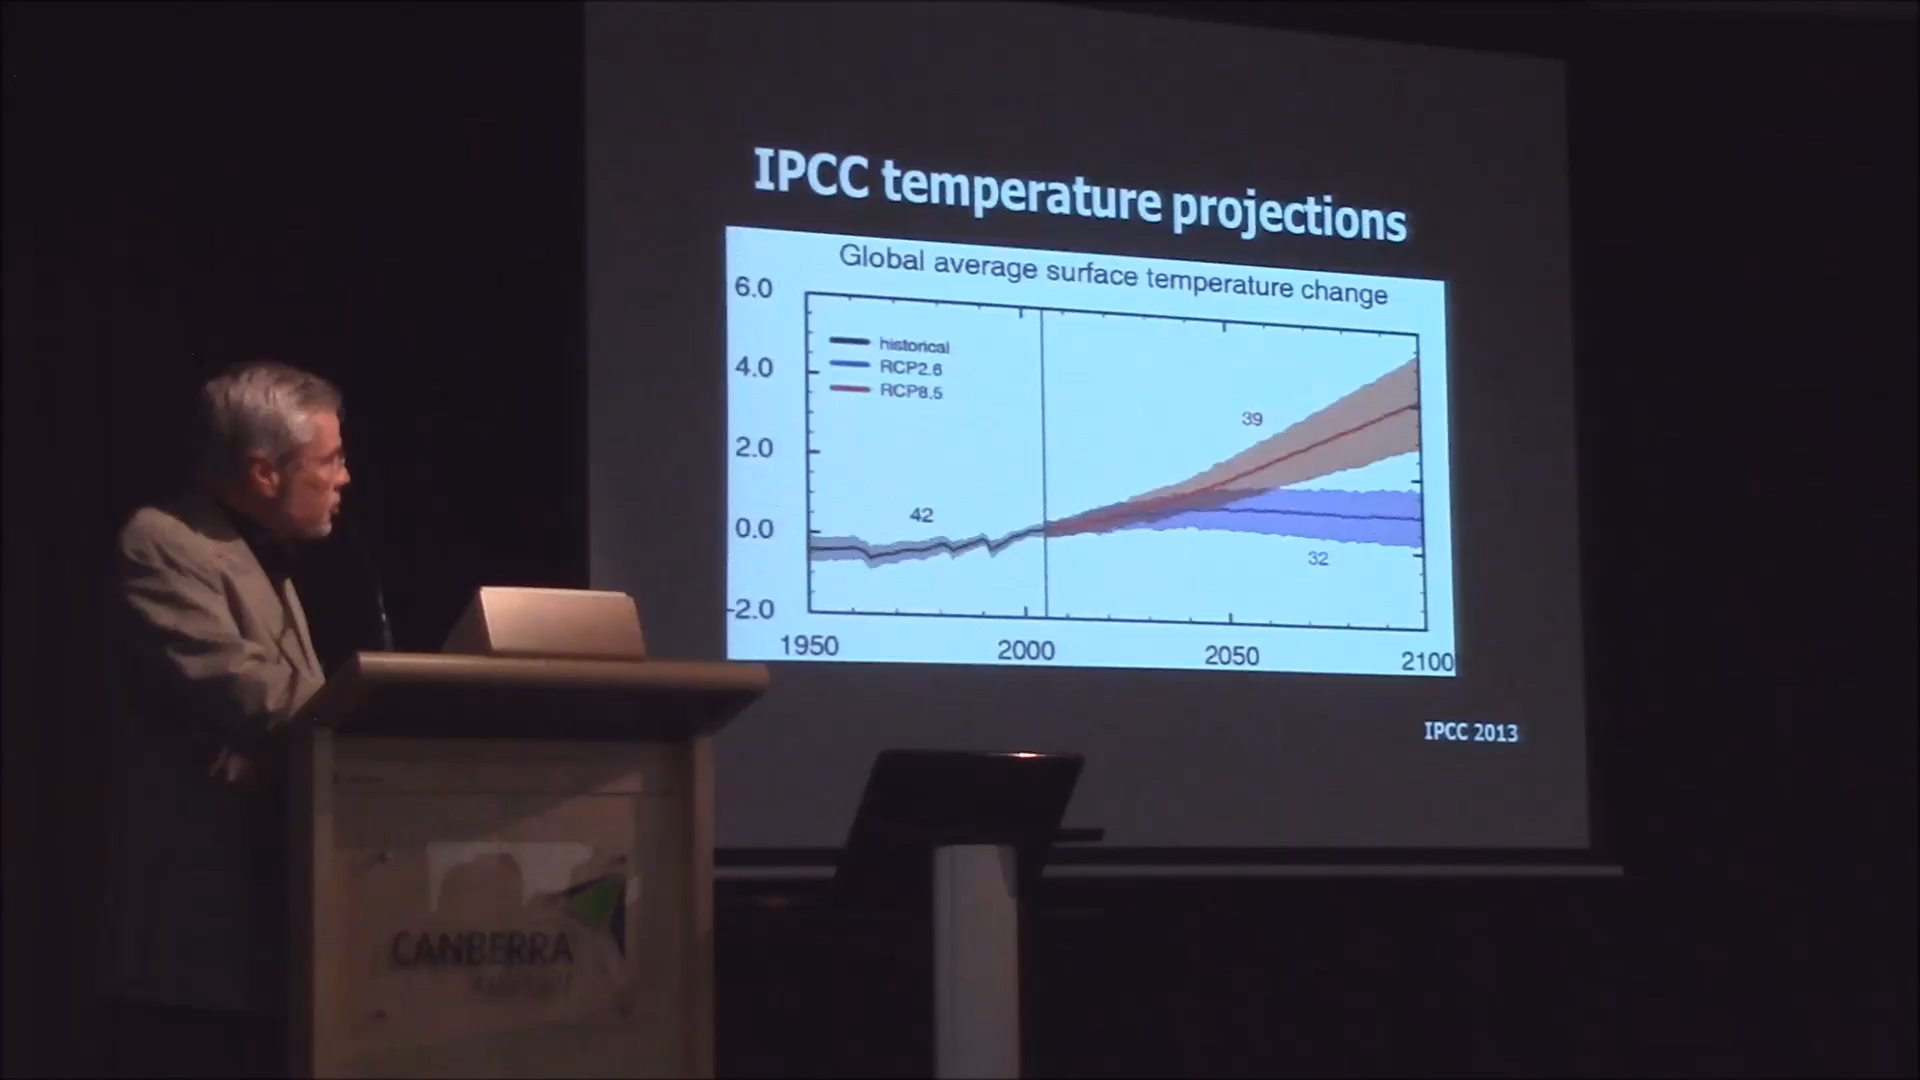 IPCC temperature projections
Global average surface temperature change
6.0
4.0
2.0
0.0
-2.0
historical
RCP2.6
RCP8.5
39
42
32
1950 2000 2050 2100
IPCC 2013
CANBERRA